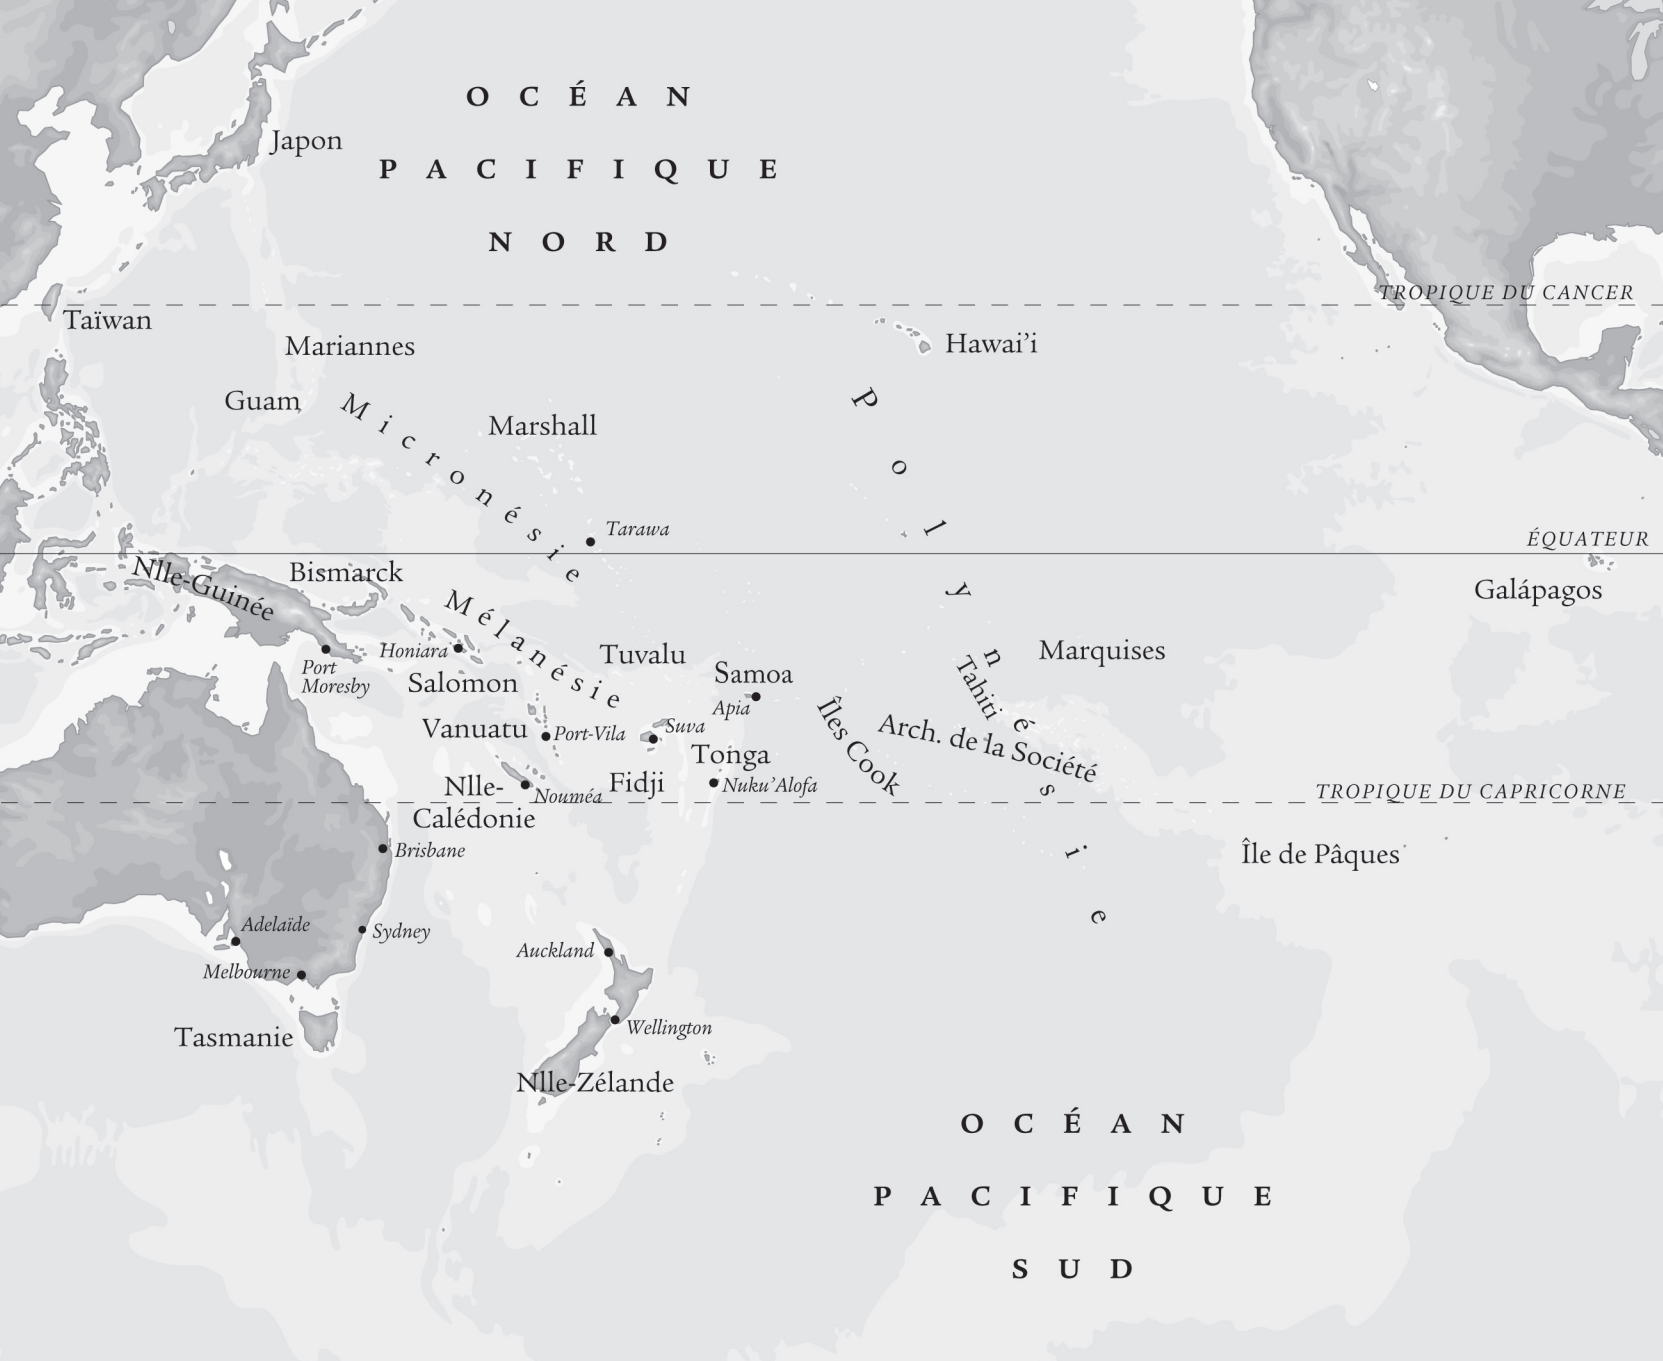 OCÉAN
PACIFIQUE
NORD
Japon
TROPIQUE DU CANCER
Taïwan
Mariannes
Hawai’i
Guam
Micronésie
Marshall
Polynésie
Tarawa
ÉQUATEUR
Nlle-Guinée
Bismarck
Galápagos
Mélanésie
Honiara
Tuvalu
Marquises
Port
Moresby
Salomon
Samoa
Tahiti
Apia
Îles Cook
Vanuatu
Port-Vila
Suva
Arch. de la Société
Tonga
Nlle-
Calédonie
Nouméa
Fidji
Nuku’Alofa
TROPIQUE DU CAPRICORNE
Brisbane
Île de Pâques
Adelaïde
Sydney
Auckland
Melbourne
Tasmanie
Wellington
Nlle-Zélande
OCÉAN
PACIFIQUE
SUD